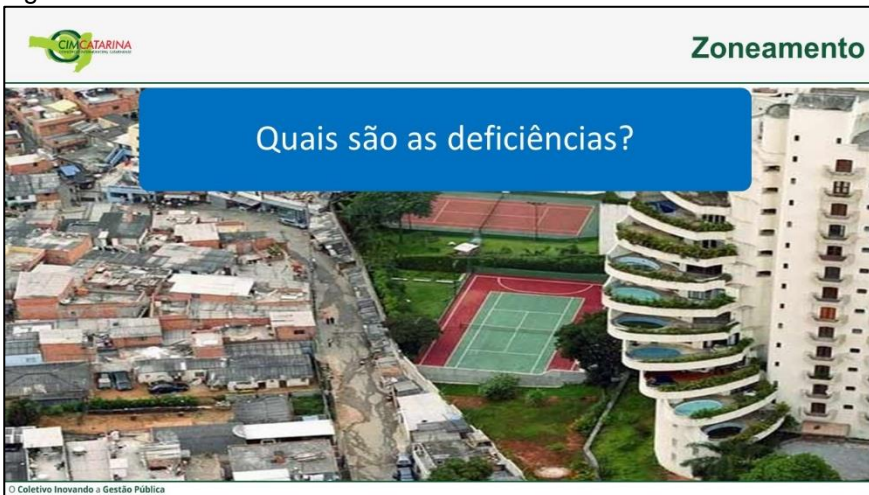 CIMCATARINA
Zoneamento
Quais são as deficiências?
O Coletivo Inovando a Gestão Pública